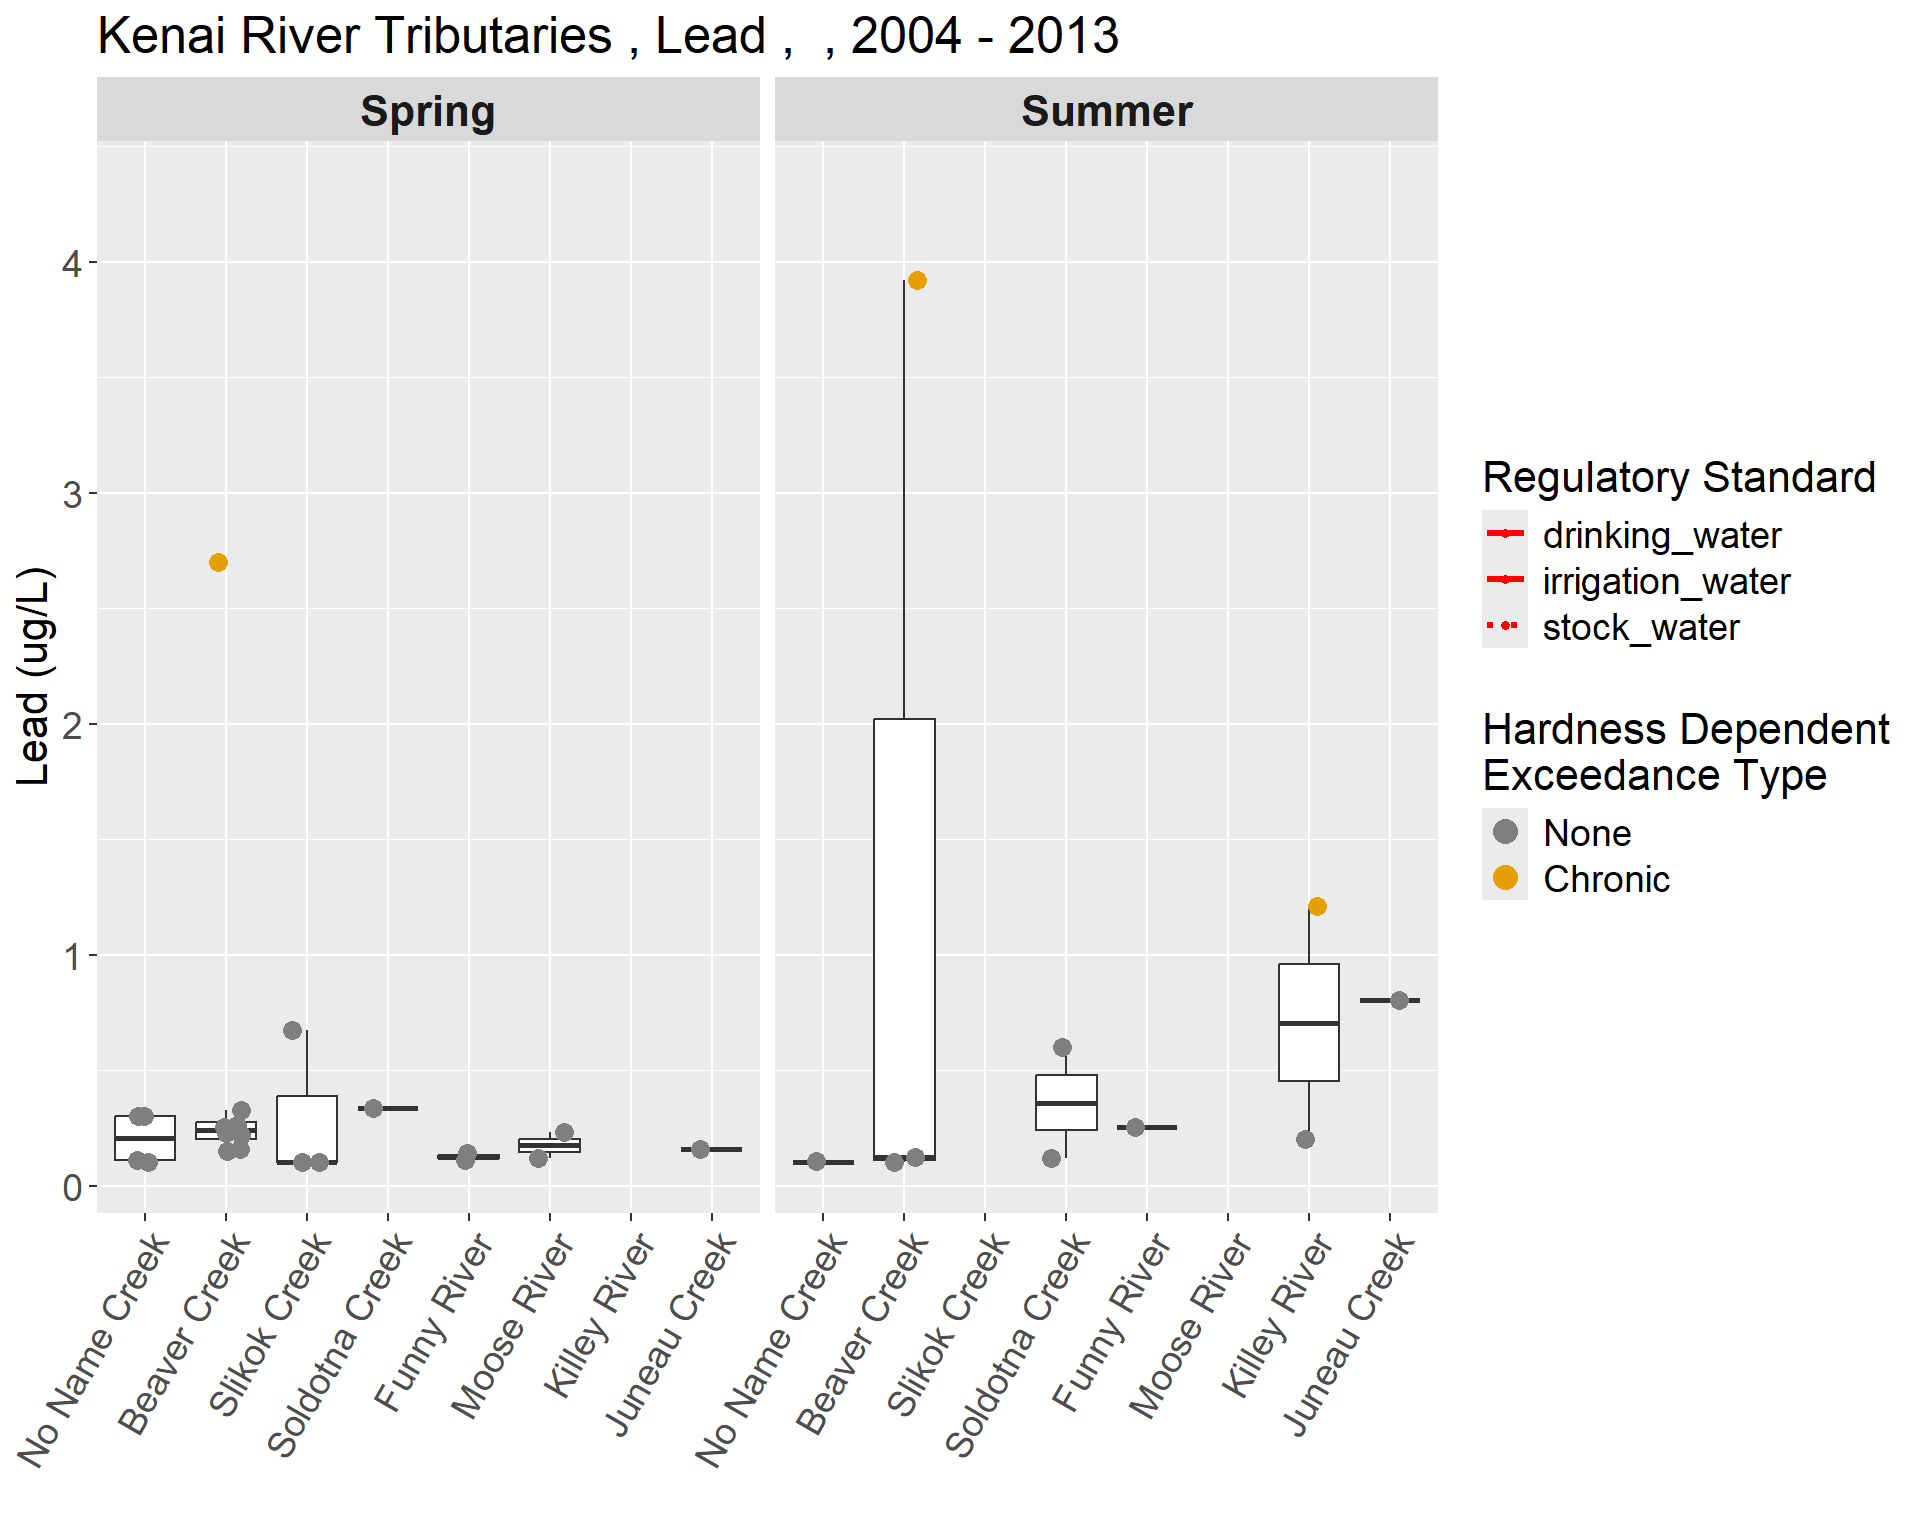 Kenai River Tributaries , Lead ,  , 2004 - 2013
Spring
Summer
Lead (ug/L)
4
3
2
1
0
No Name Creek
Beaver Creek
Slikok Creek
Soldotna Creek
Funny River
Moose River
Killey River
Juneau Creek
No Name Creek
Beaver Creek
Slikok Creek
Soldotna Creek
Funny River
Moose River
Killey River
Juneau Creek
Regulatory Standard
drinking_water
irrigation_water
stock_water
Hardness Dependent
Exceedance Type
None
Chronic